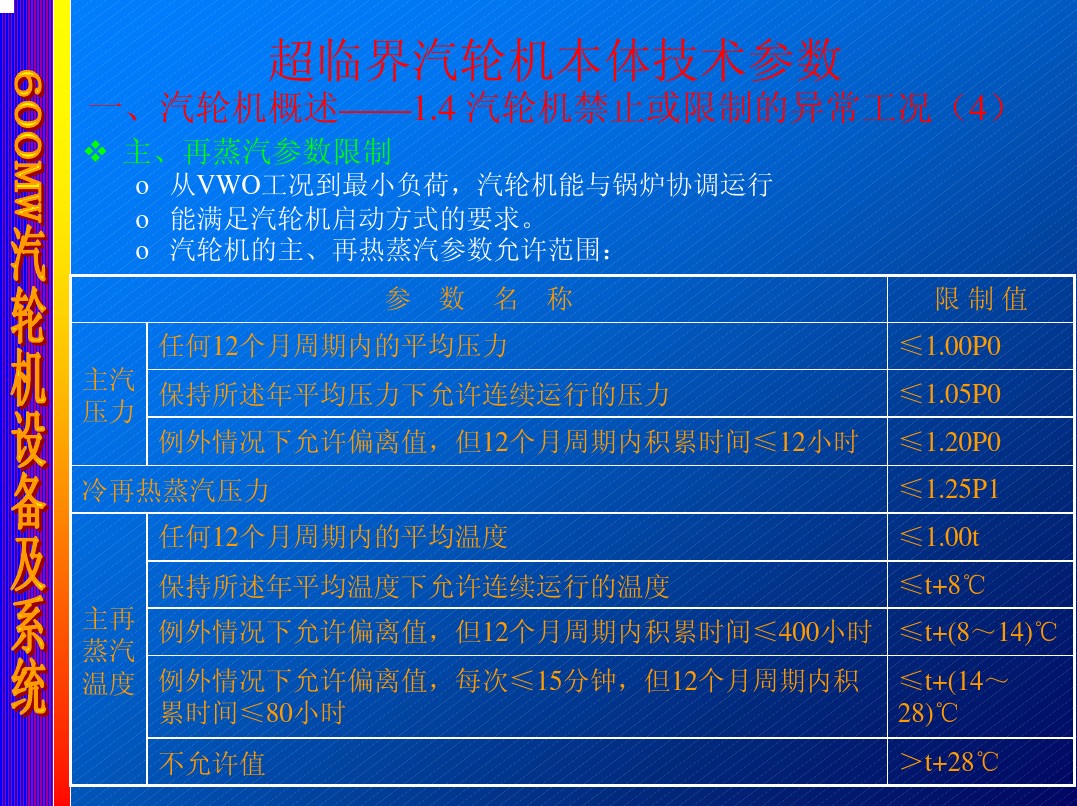 600MW汽轮机设备及系统
超临界汽轮机本体技术参数
一、汽轮机概述——1.4 汽轮机禁止或限制的异常工况（4）
❖ 主、再蒸汽参数限制
o 从VWO工况到最小负荷，汽轮机能与锅炉协调运行
o 能满足汽轮机启动方式的要求。
o 汽轮机的主、再热蒸汽参数允许范围：
参 数 名 称 限 制 值
主汽
压力
任何12个月周期内的平均压力 ≤1.00P0
保持所述年平均压力下允许连续运行的压力 ≤1.05P0
例外情况下允许偏离值，但12个月周期内积累时间≤12小时 ≤1.20P0
冷再热蒸汽压力 ≤1.25P1
主再
蒸汽
温度
任何12个月周期内的平均温度 ≤1.00t
保持所述年平均温度下允许连续运行的温度 ≤t+8℃
例外情况下允许偏离值，但12个月周期内积累时间≤400小时 ≤t+(8～14)℃
例外情况下允许偏离值，每次≤15分钟，但12个月周期内积
累时间≤80小时
≤t+(14～
28)℃
不允许值 ＞t+28℃